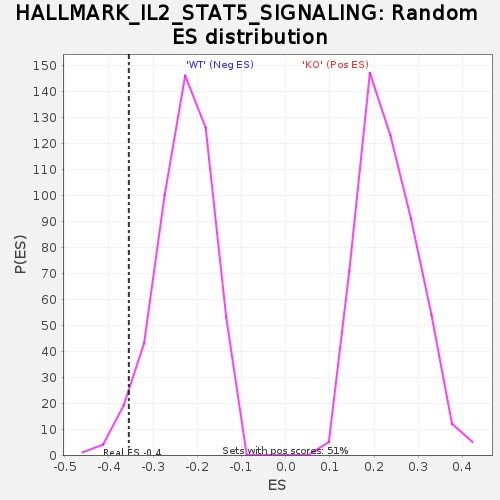 HALLMARK_IL2_STAT5_SIGNALING: Random
ES distribution
'WT' (Neg ES)
'KO' (Pos ES)
150
140
130
120
110
100
90
80
70
60
50
40
30
20
10
0
P(ES)
Real ES -0.4
Sets with pos scores: 51%
-0.5 -0.4 -0.3 -0.2 -0.1 0.0 0.1 0.2 0.3 0.4
ES